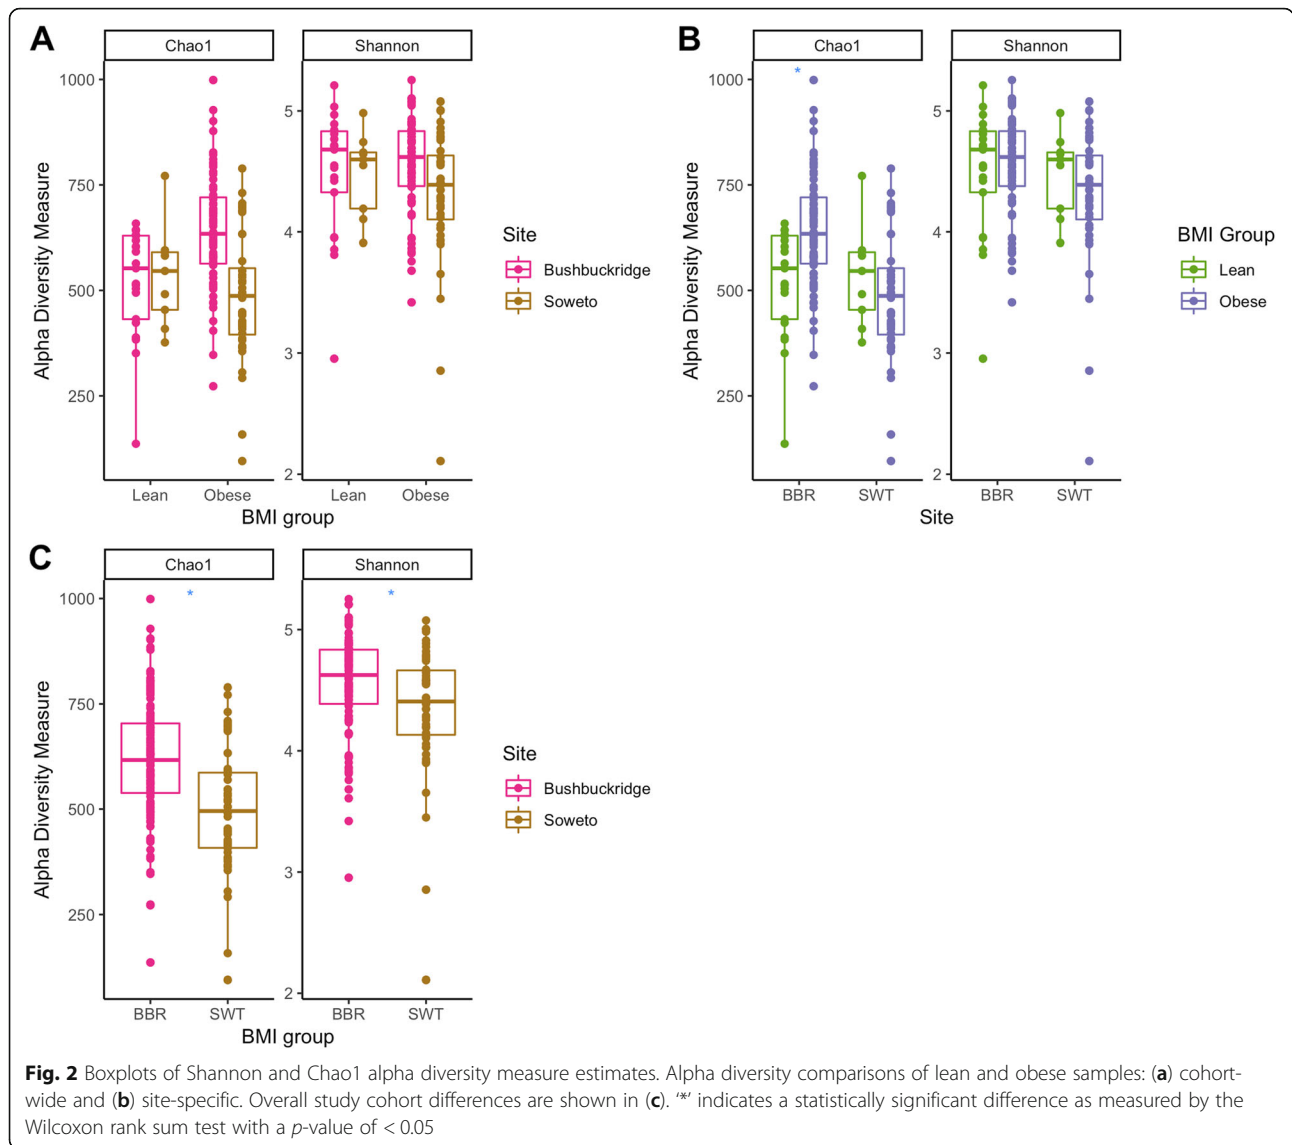 A
Chao1
Shannon
Alpha Diversity Measure
1000
750
500
250
5
4
3
2
Lean
Obese
Lean
Obese
BMI group
Site
Bushbuckridge
Soweto
B
Chao1
Shannon
*
Alpha Diversity Measure
1000
750
500
250
5
4
3
2
BBR
SWT
BBR
SWT
Site
BMI Group
Lean
Obese
C
Chao1
Shannon
*
*
Alpha Diversity Measure
1000
750
500
250
5
4
3
2
BBR
SWT
BBR
SWT
BMI group
Site
Bushbuckridge
Soweto
Fig. 2 Boxplots of Shannon and Chao1 alpha diversity measure estimates. Alpha diversity comparisons of lean and obese samples: (a) cohort-
wide and (b) site-specific. Overall study cohort differences are shown in (c). ‘*’ indicates a statistically significant difference as measured by the
Wilcoxon rank sum test with a p-value of < 0.05